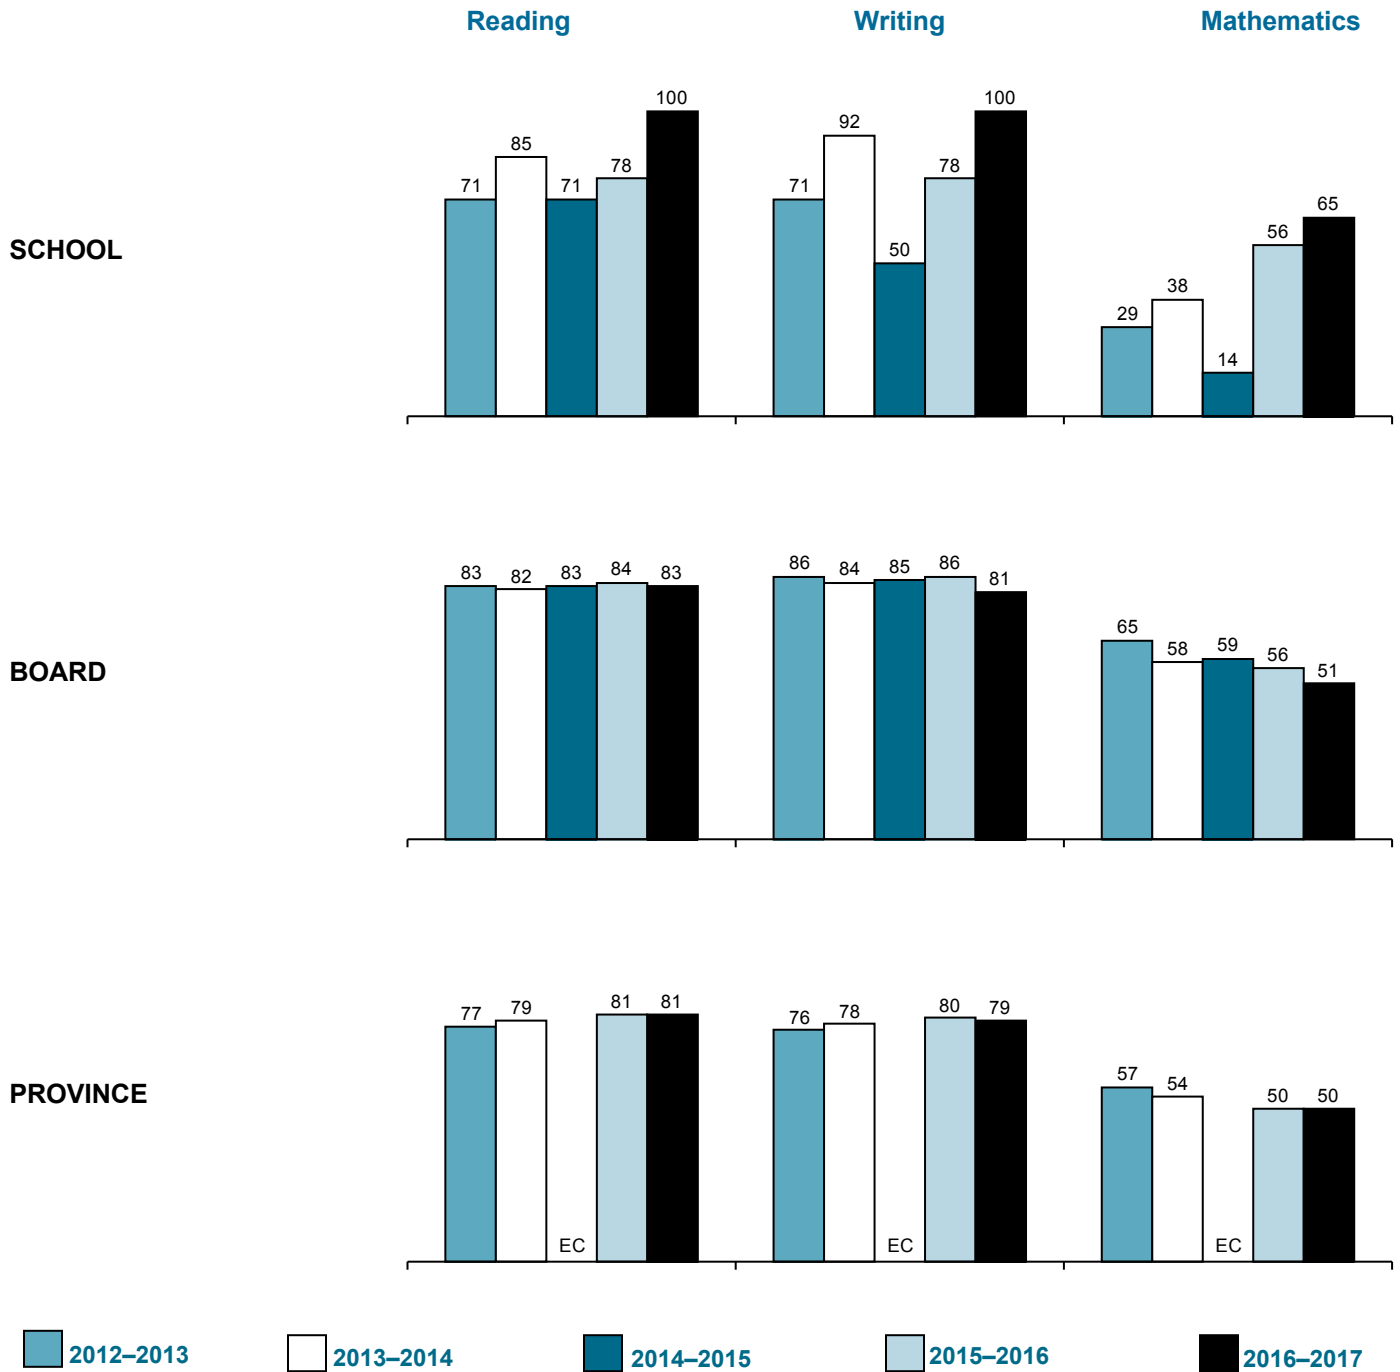 Reading Writing Mathematics
SCHOOL
71 85 71 78 100
71 92 50 78 100
29 38 14 56 65
BOARD
83 82 83 84 83
86 84 85 86 81
65 58 59 56 51
PROVINCE
77 79 EC 81 81
76 78 EC 80 79
57 54 EC 50 50
2012–2013 2013–2014 2014–2015 2015–2016 2016–2017